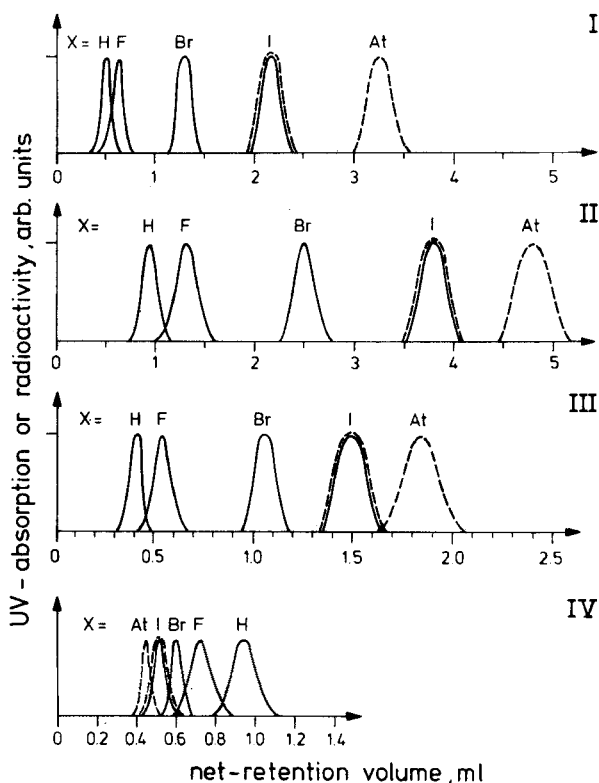 I
X= H F Br I At
0 1 2 3 4 5
II
X= H F Br I At
0 1 2 3 4 5
III
X= H F Br I At
0 0.5 1.0 1.5 2.0 2.5
IV
X= At I Br F H
0 0.2 0.4 0.6 0.8 1.0 1.2 1.4
UV-absorption or radioactivity, arb. units
net-retention volume, ml